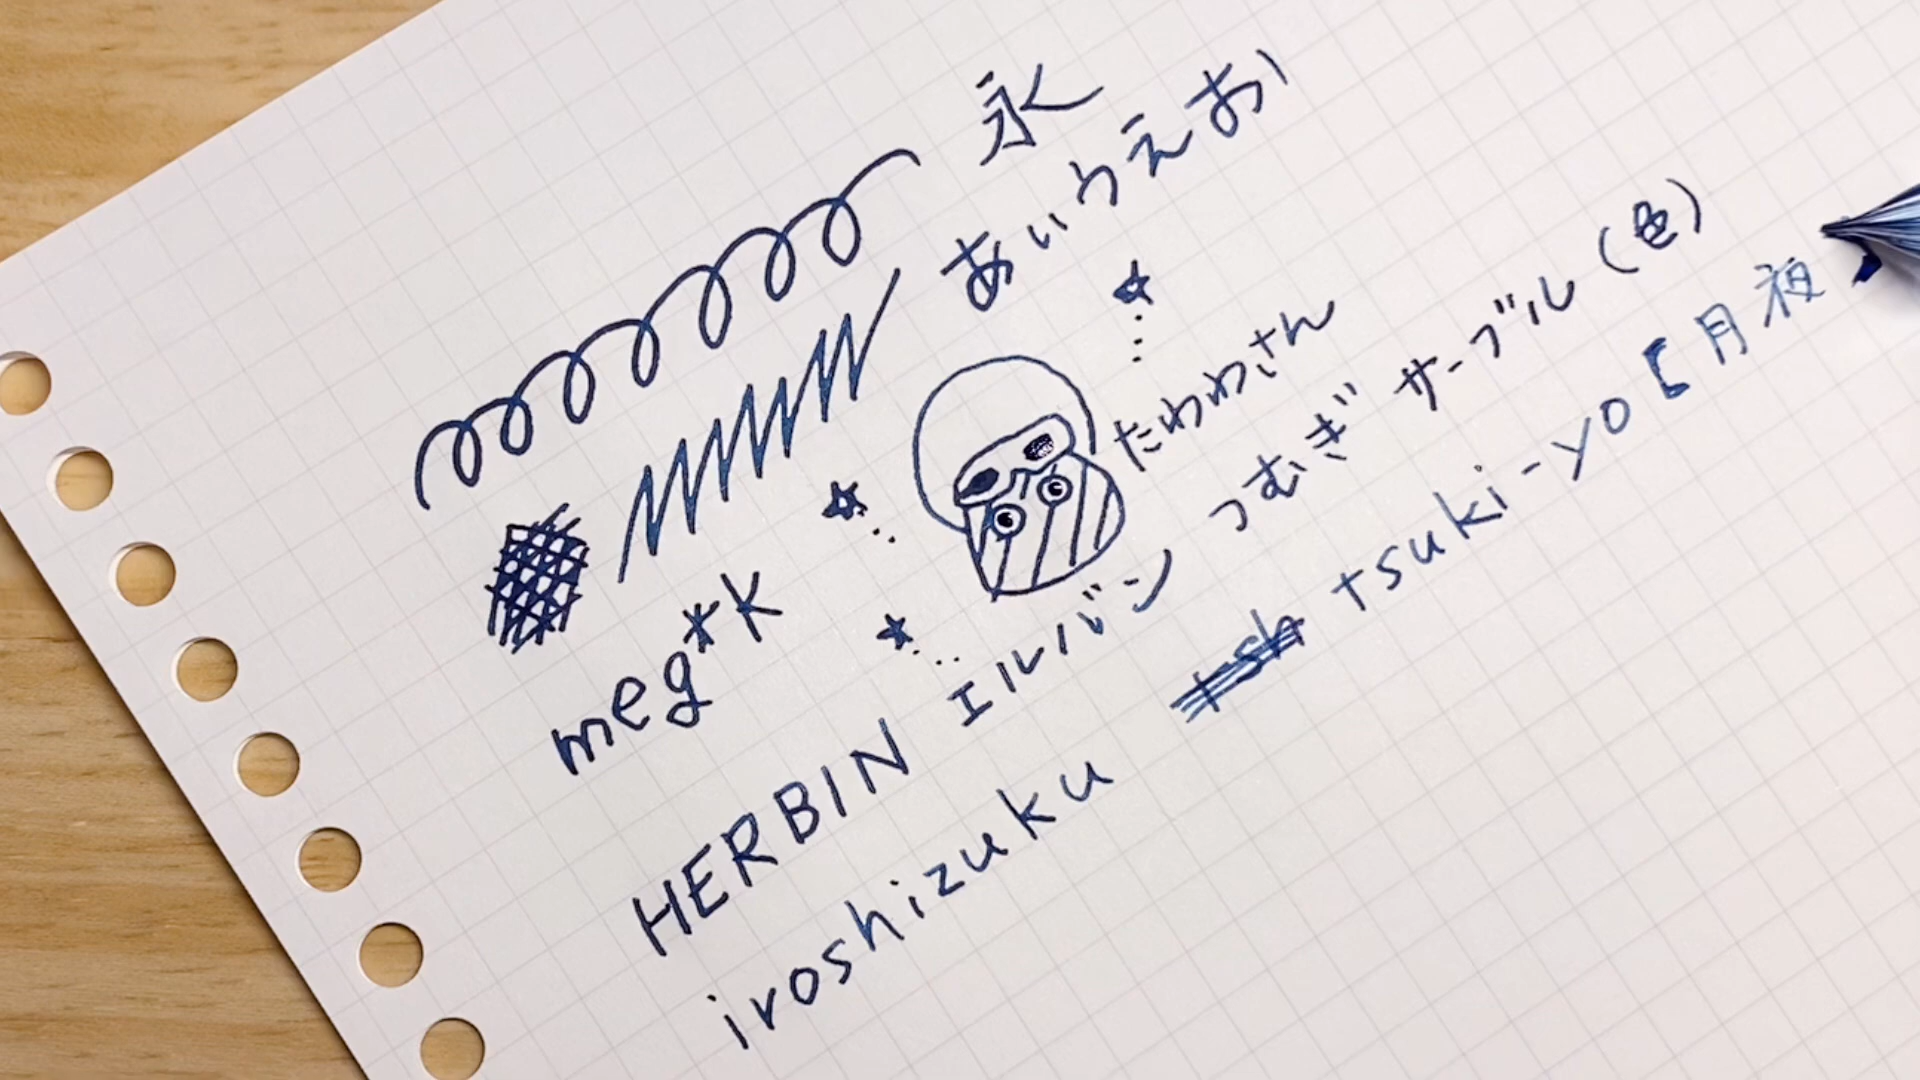 永
あいうえお
たわわさん
meg*K
HERBIN エルバン つむぎ サーブル (色)
iroshizuku tsuki-yo【月夜